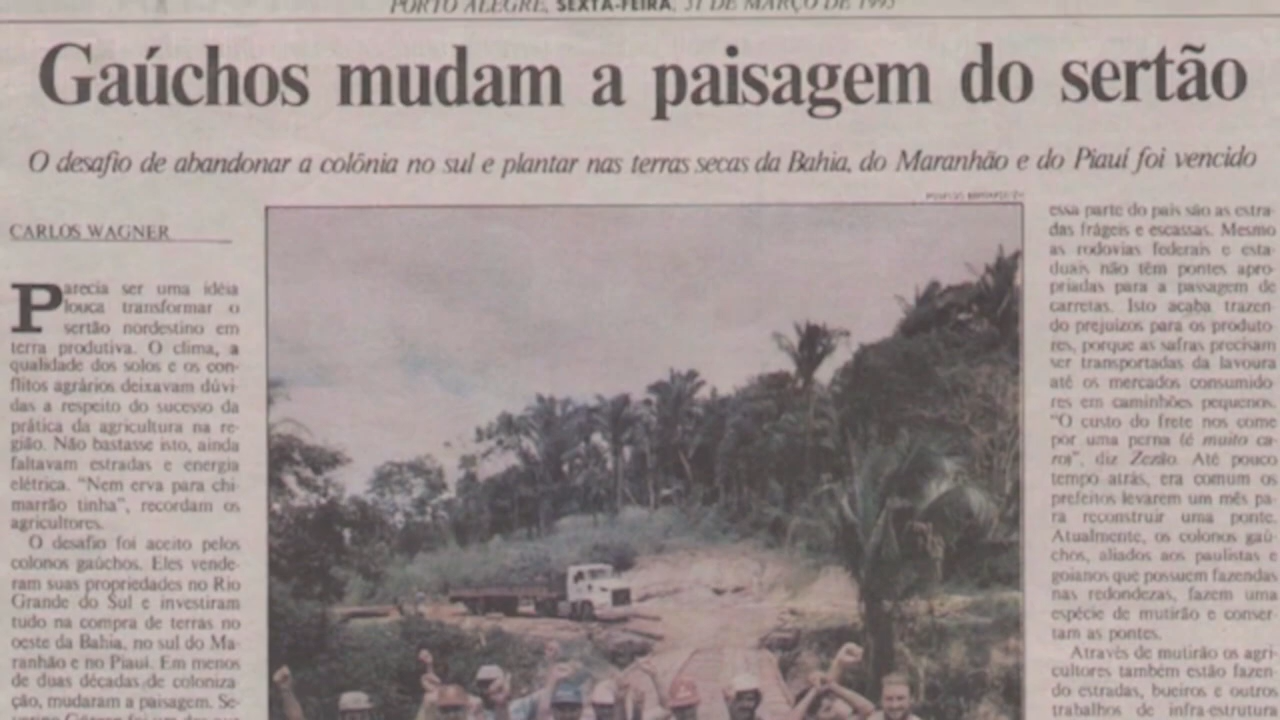 PORTO ALEGRE, SEXTA-FEIRA, 31 DE MARÇO DE 1995
Gaúchos mudam a paisagem do sertão
O desafio de abandonar a colônia no sul e plantar nas terras secas da Bahia, do Maranhão e do Piauí foi vencido
CARLOS WAGNER
Parecia ser uma idéia
louca transformar o
sertão nordestino em
terra produtiva. O clima, a
qualidade dos solos e os con-
flitos agrários deixavam dúvi-
das a respeito do sucesso da
prática da agricultura na re-
gião. Não bastasse isto, ainda
faltavam estradas e energia
elétrica. "Nem erva para chi-
marrão tinha", recordam os
agricultores.
O desafio foi aceito pelos
colonos gaúchos. Eles vende-
ram suas propriedades no Rio
Grande do Sul e investiram
tudo na compra de terras no
oeste da Bahia, no sul do Ma-
ranhão e no Piauí. Em menos
de duas décadas de coloniza-
ção, mudaram a paisagem. Se-
essa parte do país são as estra-
das frágeis e escassas. Mesmo
as rodovias federais e esta-
duais não têm pontes apro-
priadas para a passagem de
carretas. Isto acaba trazen-
do prejuízos para os produto-
res, porque as safras precisam
ser transportadas da lavoura
até os mercados consumido-
res em caminhões pequenos.
"O custo do frete nos come
por uma perna (é muito ca-
ro)", diz Zezão. Até pouco
tempo atrás, era comum os
prefeitos levarem um mês pa-
ra reconstruir uma ponte.
Atualmente, os colonos gaú-
chos, aliados aos paulistas e
goianos que possuem fazendas
nas redondezas, fazem uma
espécie de mutirão e conser-
tam as pontes.
Através de mutirão os agri-
cultores também estão fazen-
do estradas, bueiros e outros
trabalhos de infra-estrutura